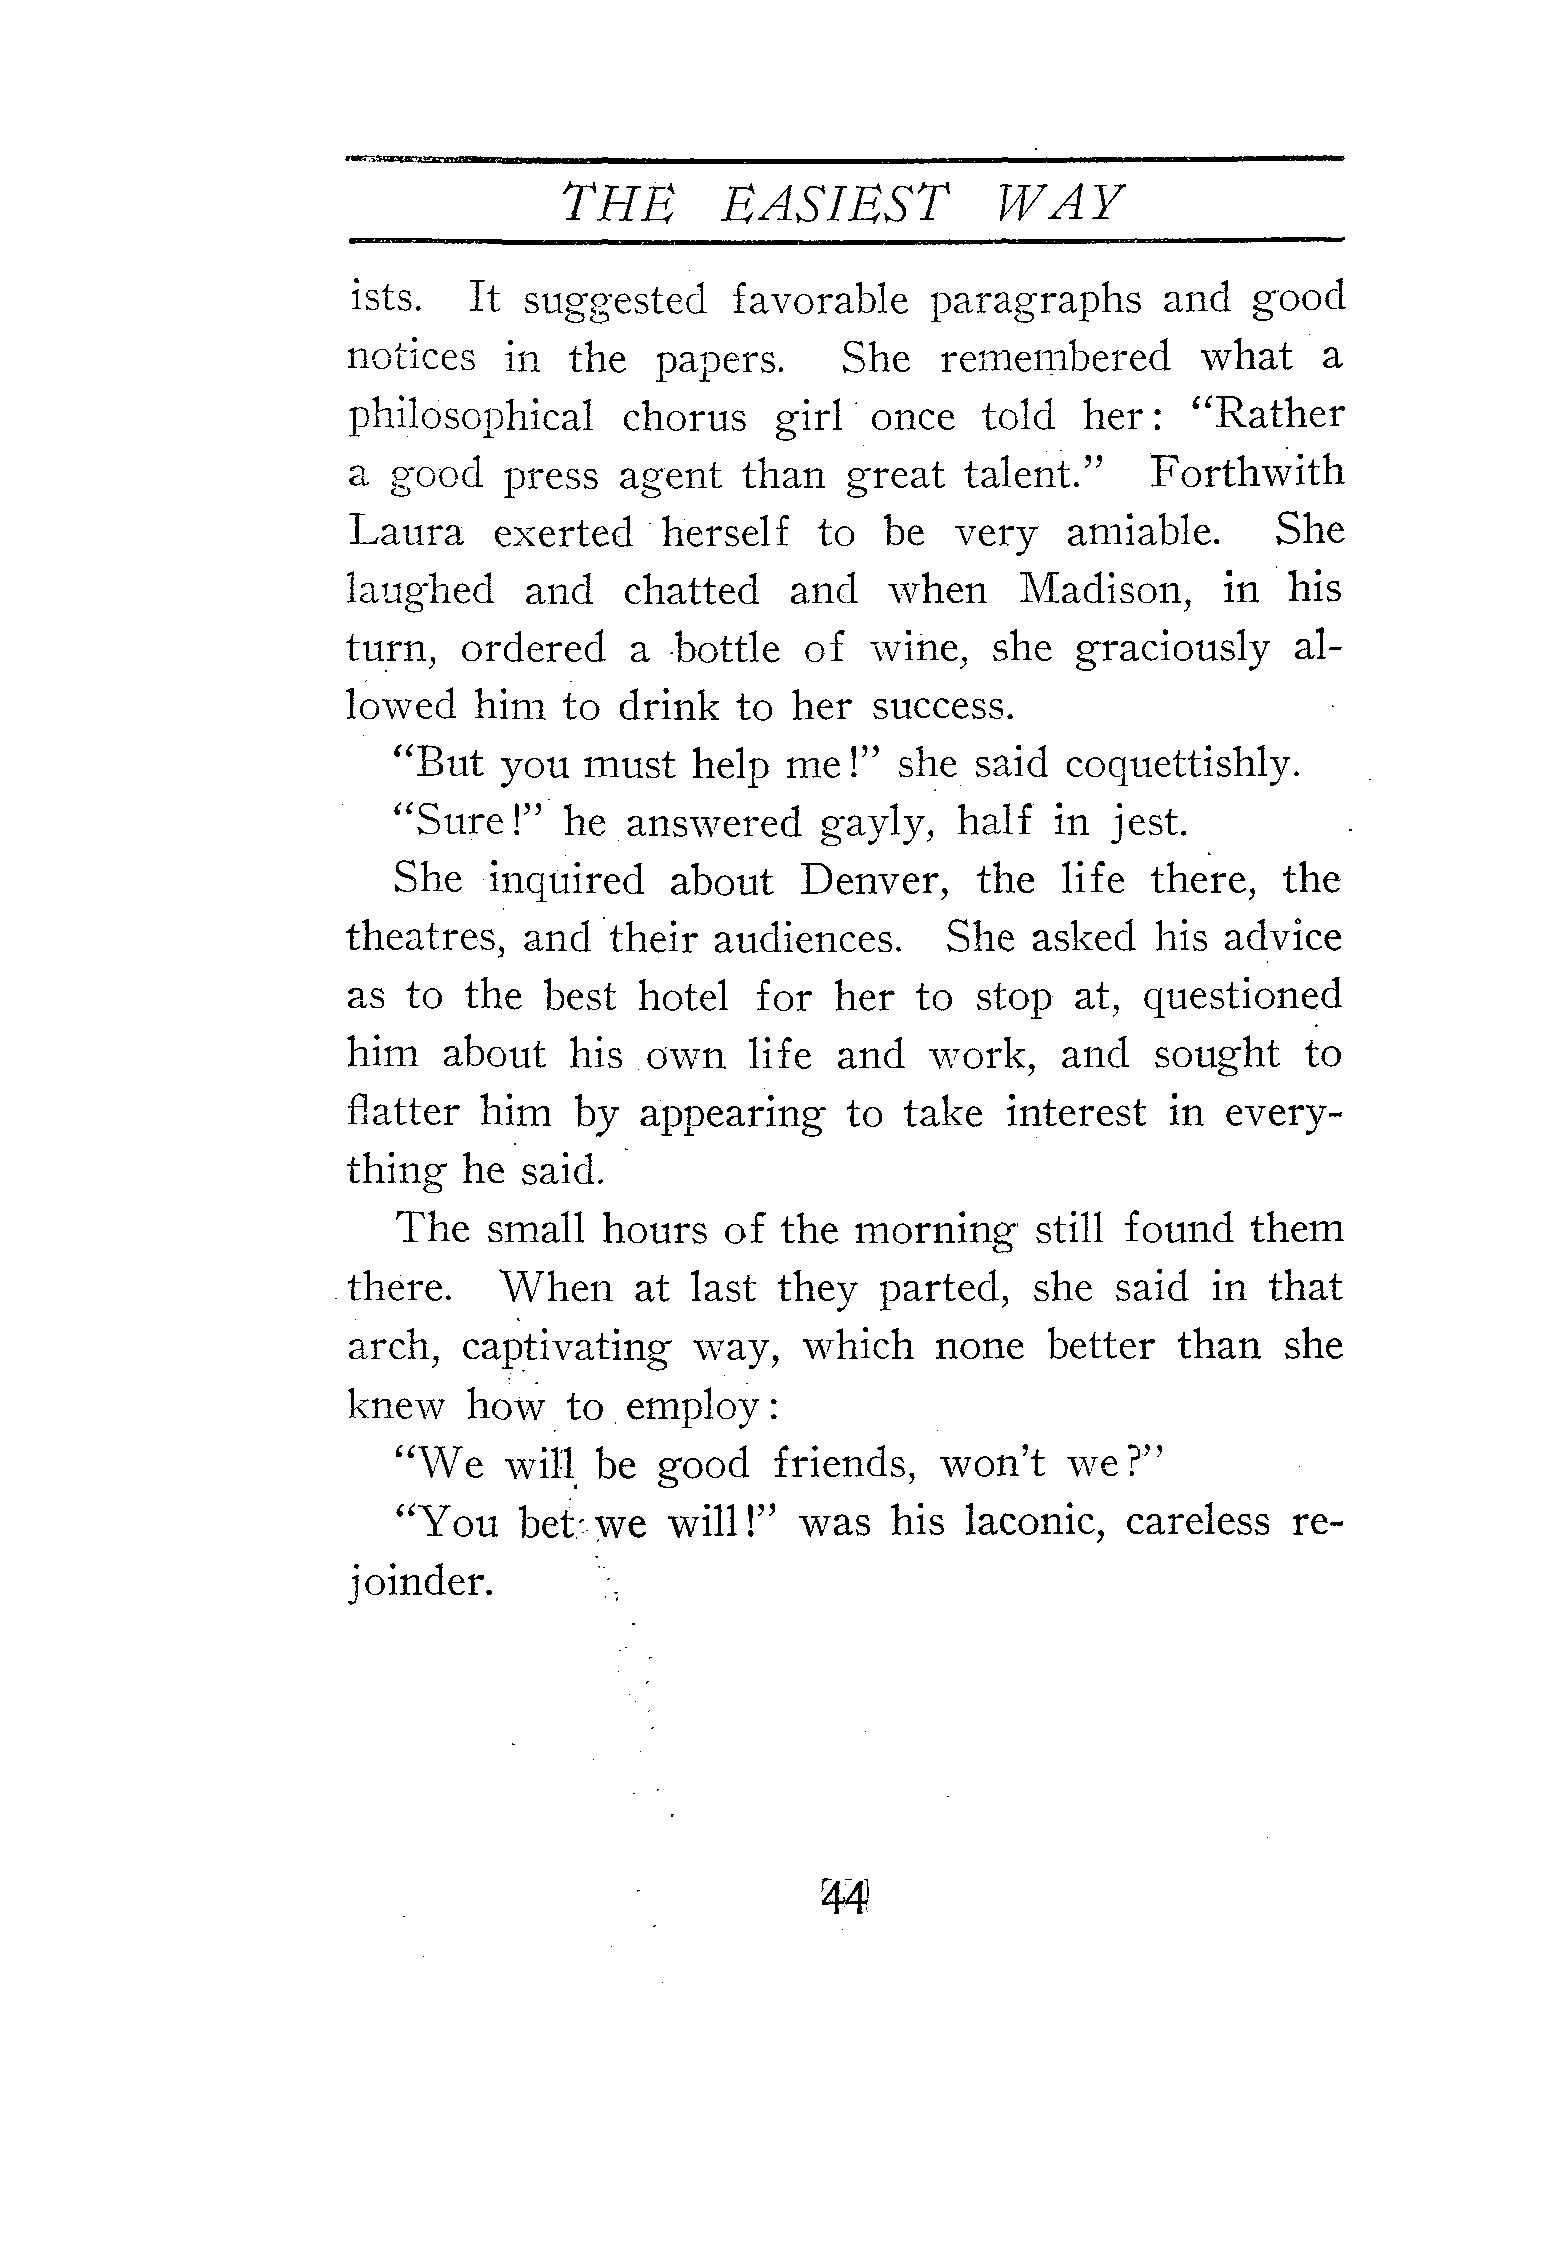 THE EASIEST WAY
ists. It suggested favorable paragraphs and good
notices in the papers. She remembered what a
philosophical chorus girl once told her: “Rather
a good press agent than great talent.” Forthwith
Laura exerted herself to be very amiable. She
laughed and chatted and when Madison, in his
turn, ordered a bottle of wine, she graciously al-
lowed him to drink to her success.
“But you must help me!” she said coquettishly.
“Sure!” he answered gayly, half in jest.
She inquired about Denver, the life there, the
theatres, and their audiences. She asked his advice
as to the best hotel for her to stop at, questioned
him about his own life and work, and sought to
flatter him by appearing to take interest in every-
thing he said.
The small hours of the morning still found them
there. When at last they parted, she said in that
arch, captivating way, which none better than she
knew how to employ:
“We will be good friends, won't we?”
“You bet we will!” was his laconic, careless re-
joinder.
44